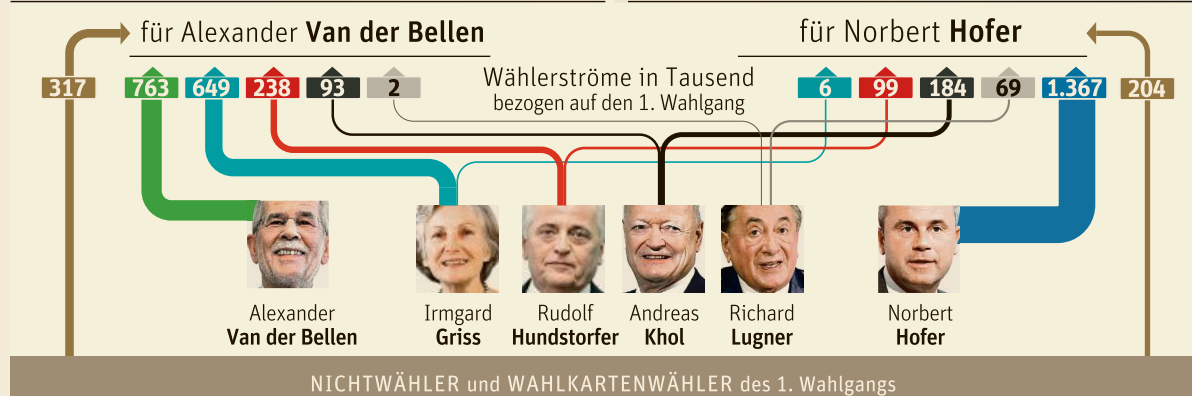 für Alexander Van der Bellen
für Norbert Hofer
317
763
649
238
93
2
Wählerströme in Tausend
bezogen auf den 1. Wahlgang
6
99
184
69
1.367
204
Alexander
Van der Bellen
Irmgard
Griss
Rudolf
Hundstorfer
Andreas
Khol
Richard
Lugner
Norbert
Hofer
NICHTWÄHLER und WAHLKARTENWÄHLER des 1. Wahlgangs